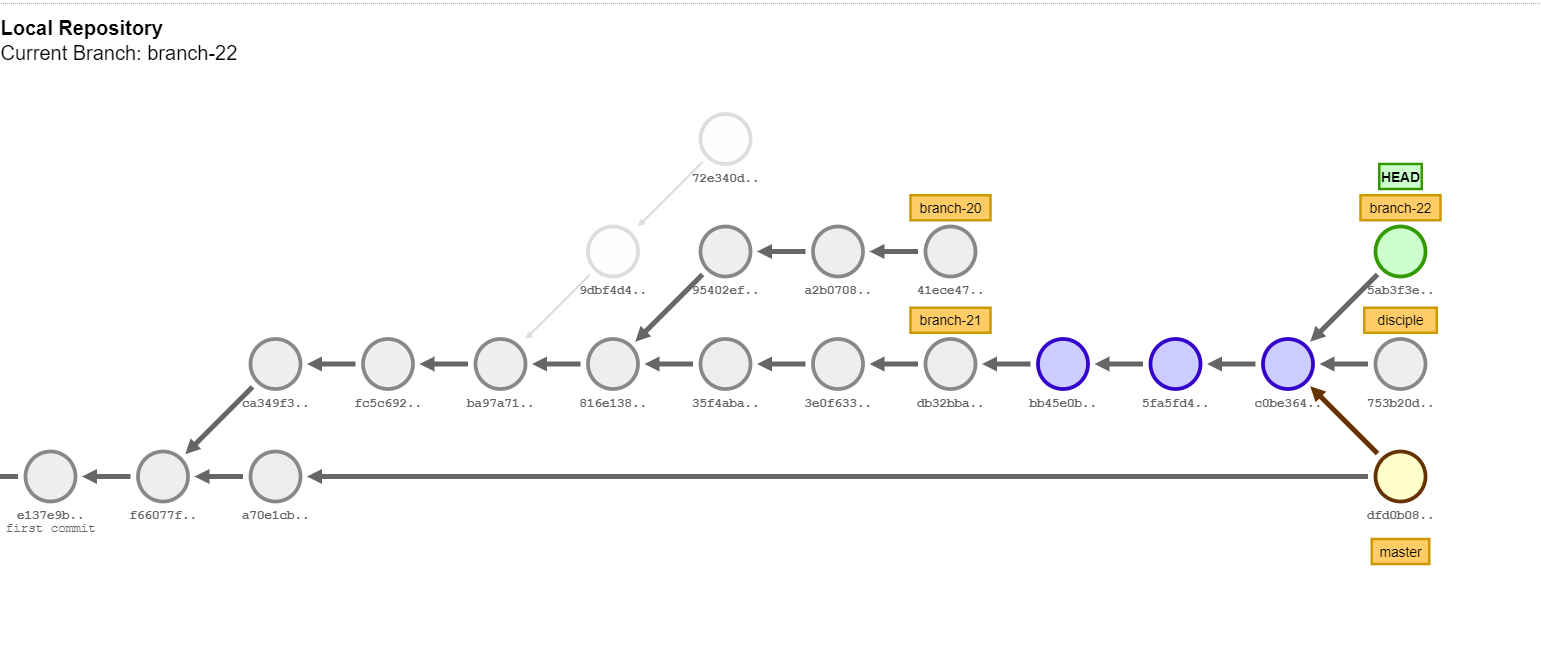 Local Repository
Current Branch: branch-22
72e340d..
HEAD
branch-20
branch-22
9dbf4d4..
95402ef..
a2b0708..
41ece47..
5ab3f3e..
branch-21
disciple
ca349f3..
fc5c692..
ba97a71..
816e138..
35f4aba..
3e0f633..
db32bba..
bb45e0b..
5fa5fd4..
c0be364..
753b20d..
e137e9b..
first commit
f66077f..
a70e1cb..
dfd0b08..
master